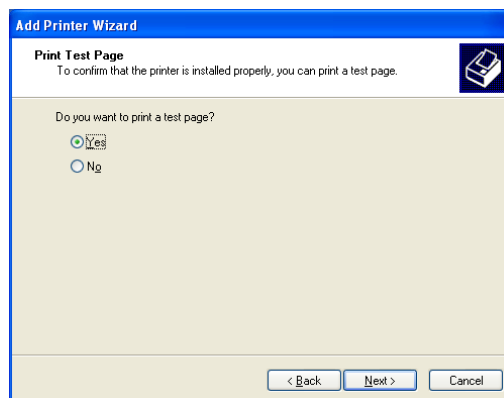 Add Printer Wizard
Print Test Page
To confirm that the printer is installed properly, you can print a test page.
Do you want to print a test page?
Yes
No
< Back
Next >
Cancel